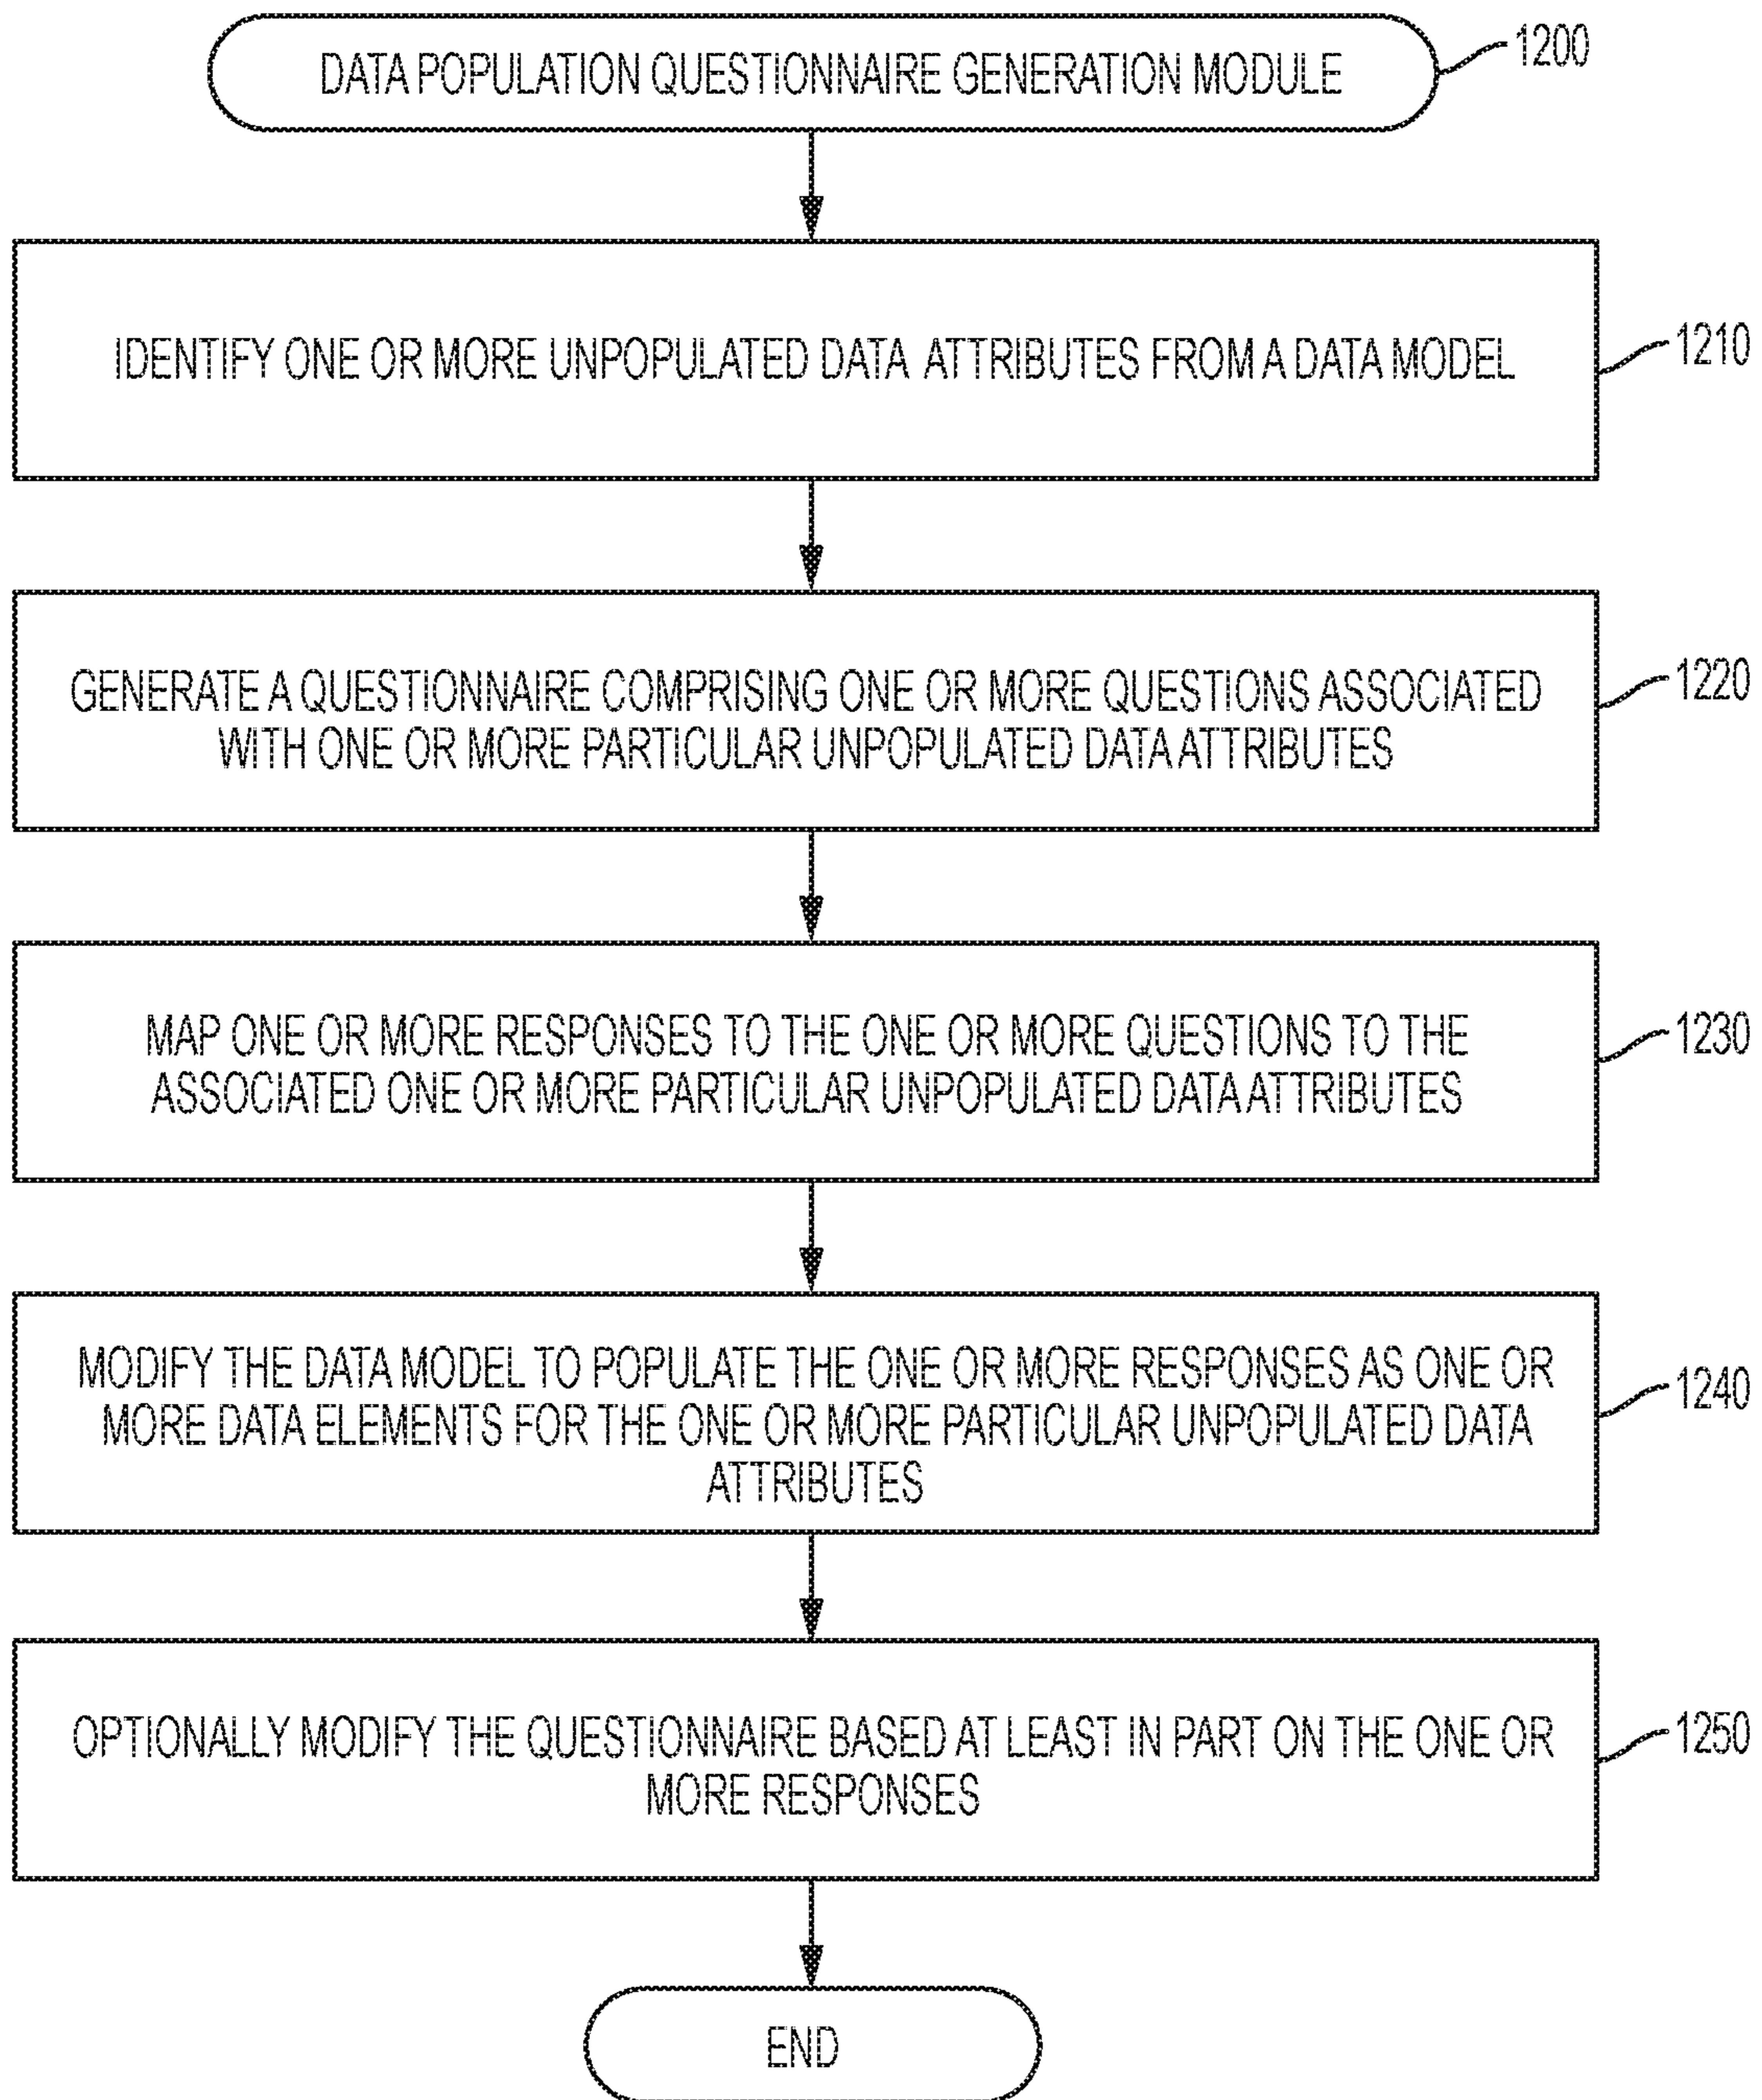 DATA POPULATION QUESTIONNAIRE GENERATION MODULE
1200
IDENTIFY ONE OR MORE UNPOPULATED DATA ATTRIBUTES FROM A DATA MODEL
1210
GENERATE A QUESTIONNAIRE COMPRISING ONE OR MORE QUESTIONS ASSOCIATED
WITH ONE OR MORE PARTICULAR UNPOPULATED DATA ATTRIBUTES
1220
MAP ONE OR MORE RESPONSES TO THE ONE OR MORE QUESTIONS TO THE
ASSOCIATED ONE OR MORE PARTICULAR UNPOPULATED DATA ATTRIBUTES
1230
MODIFY THE DATA MODEL TO POPULATE THE ONE OR MORE RESPONSES AS ONE OR
MORE DATA ELEMENTS FOR THE ONE OR MORE PARTICULAR UNPOPULATED DATA
ATTRIBUTES
1240
OPTIONALLY MODIFY THE QUESTIONNAIRE BASED AT LEAST IN PART ON THE ONE OR
MORE RESPONSES
1250
END